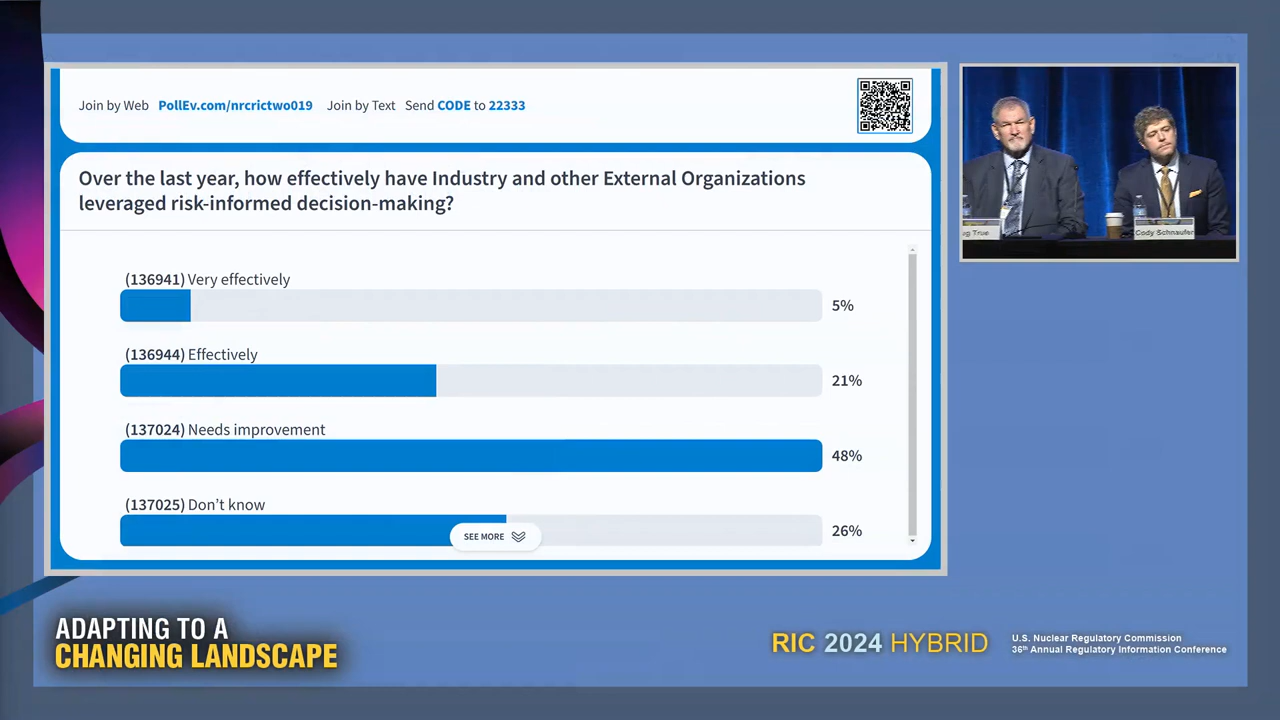 Join by Web PollEv.com/nrcrictwo019 Join by Text Send CODE to 22333
Over the last year, how effectively have Industry and other External Organizations
leveraged risk-informed decision-making?
(136941) Very effectively
5%
(136944) Effectively
21%
(137024) Needs improvement
48%
(137025) Don't know
26%
SEE MORE
ug True
Cody Schnaufer
ADAPTING TO A
CHANGING LANDSCAPE
RIC 2024 HYBRID
U.S. Nuclear Regulatory Commission
36th Annual Regulatory Information Conference